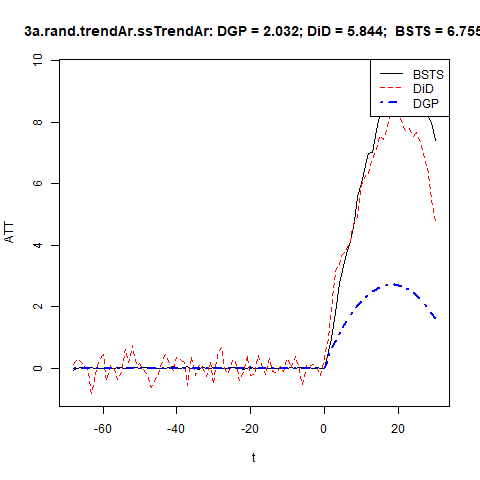 3a.rand.trendAr.ssTrendAr: DGP = 2.032; DiD = 5.844; BSTS = 6.755
BSTS
DiD
DGP
10
8
6
4
2
0
ATT
-60
-40
-20
0
20
t